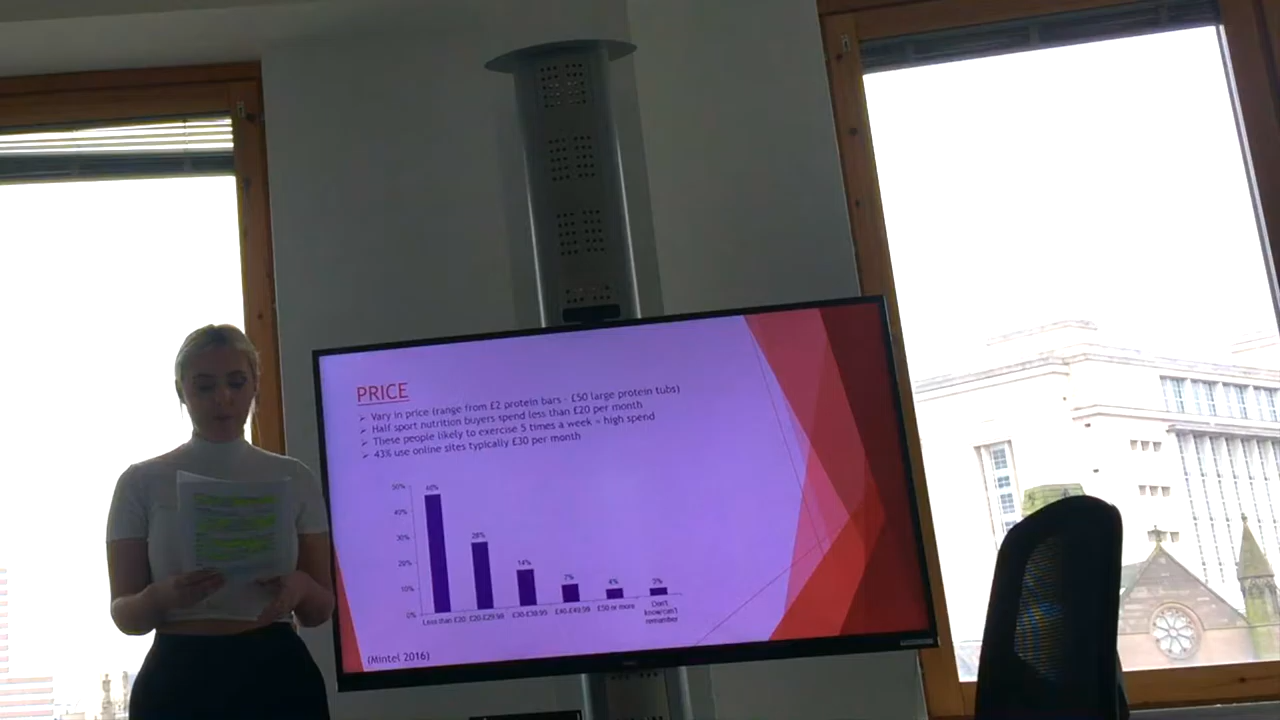 PRICE
➢ Vary in price (range from £2 protein bars - £50 large protein tubs)
➢ Half sport nutrition buyers spend less than £20 per month
➢ These people likely to exercise 5 times a week = high spend
➢ 43% use online sites typically £30 per month
50%
40%
30%
20%
10%
0%
28%
14%
7%
4%
Less than £20 £20-£29.99 £30-£39.99 £40-£49.99 £50 or more Don't
know/can't
remember
(Mintel 2016)